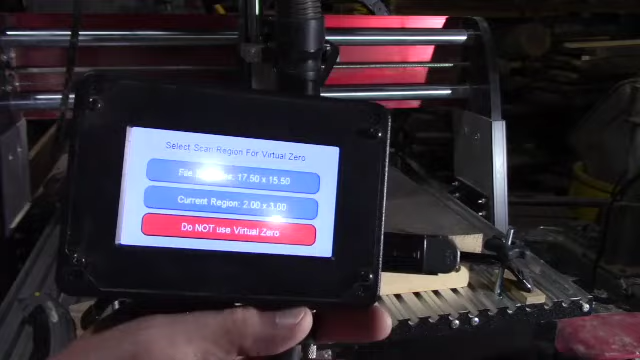 Select Scan Region For Virtual Zero
File 17.50 x 15.50
Current Region: 2.00 x 3.00
Do NOT use Virtual Zero